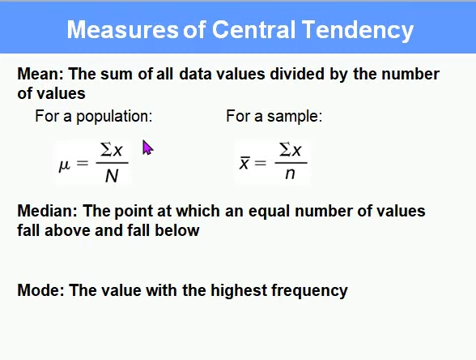 Measures of Central Tendency
Mean: The sum of all data values divided by the number
of values
For a population: For a sample:
μ = Σx / N x̄ = Σx / n
Median: The point at which an equal number of values
fall above and fall below
Mode: The value with the highest frequency